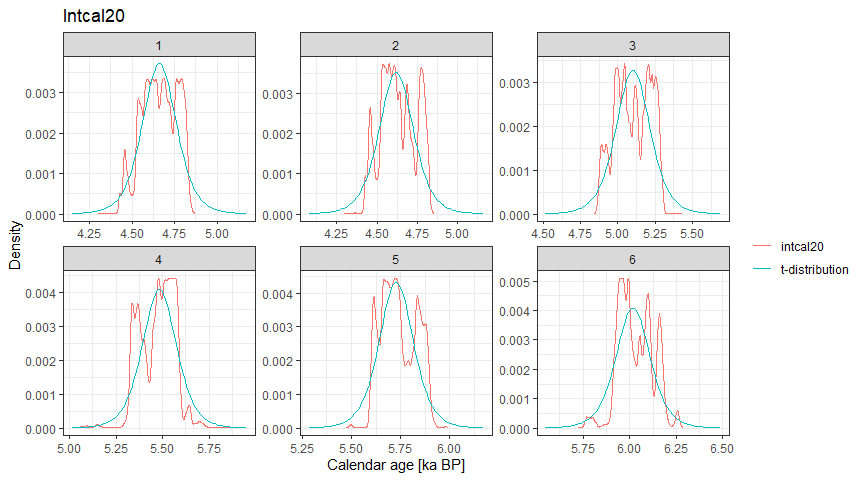 Intcal20
1 2 3
0.003 0.003 0.003
0.002 0.002 0.002
0.001 0.001 0.001
0.000 0.000 0.000
4.25 4.50 4.75 5.00 4.25 4.50 4.75 5.00 4.50 4.75 5.00 5.25 5.50
Density
4 5 6
0.004 0.004 0.005
0.003 0.003 0.004
0.002 0.002 0.003
0.001 0.001 0.002
0.000 0.000 0.001
0.000
5.00 5.25 5.50 5.75 5.25 5.50 5.75 6.00 5.75 6.00 6.25 6.50
Calendar age [ka BP]
intcal20
t-distribution